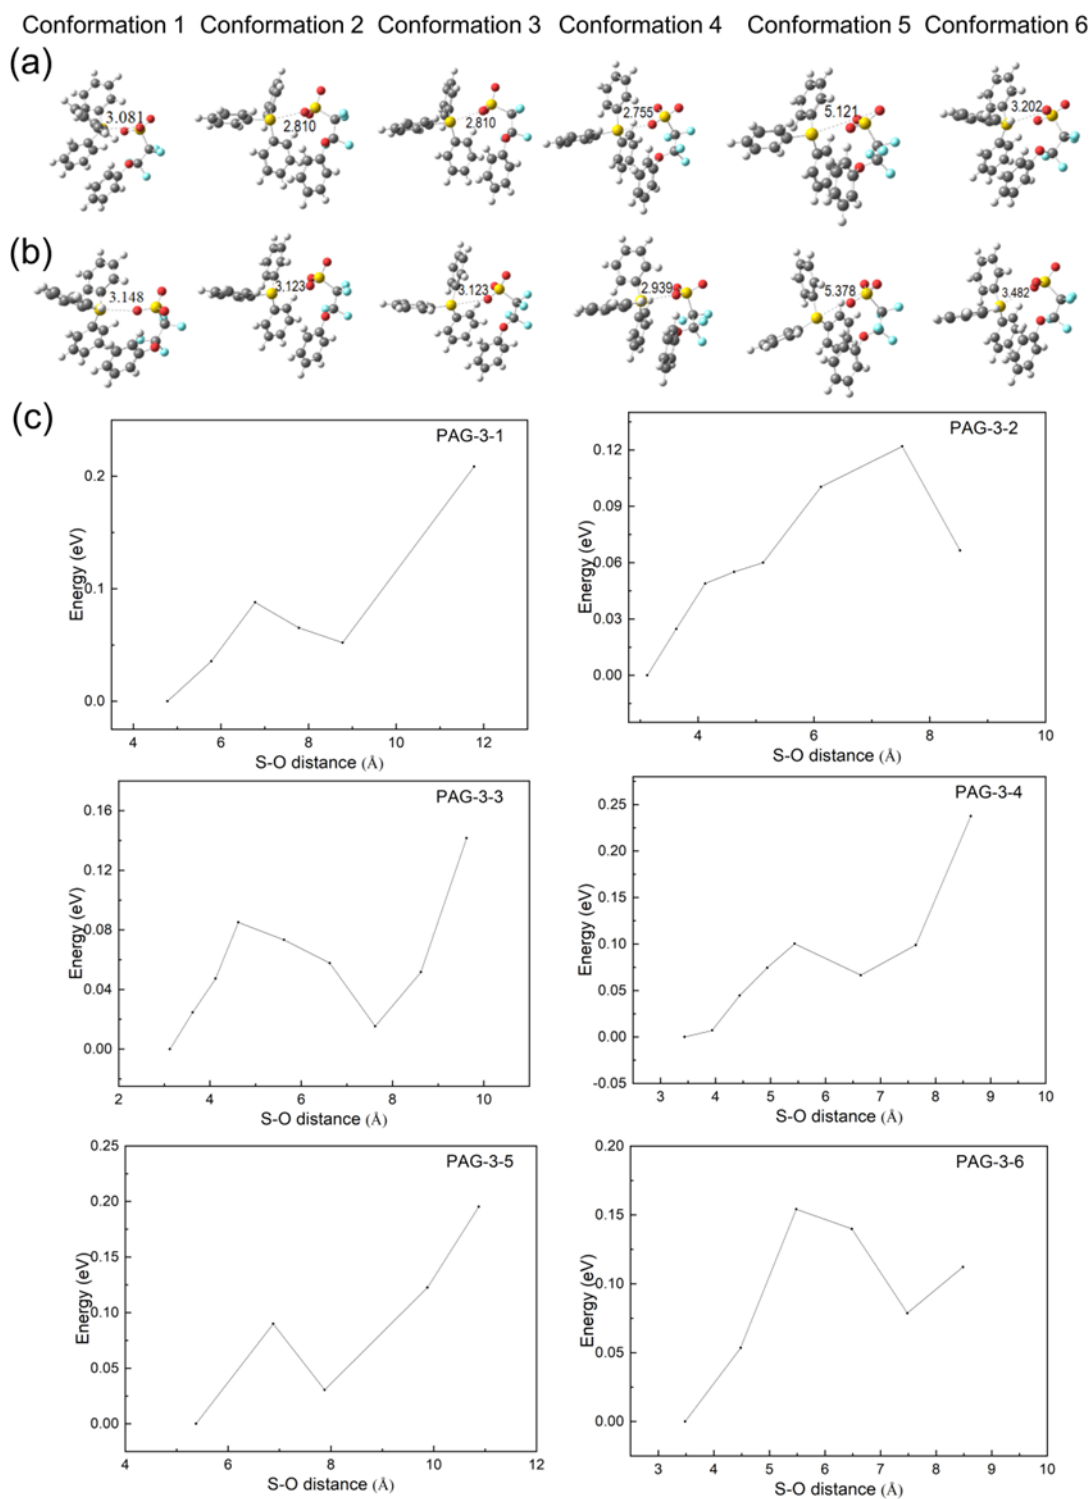 Conformation 1 Conformation 2 Conformation 3 Conformation 4 Conformation 5 Conformation 6
(a)
3.081 2.810 2.810 2.755 5.121 3.202
(b)
3.148 3.123 3.123 2.939 5.378 3.482
(c)
PAG-3-1
0.2
0.1
0.0
Energy (eV)
4 6 8 10 12
S-O distance (Å)
PAG-3-2
0.12
0.09
0.06
0.03
0.00
Energy (eV)
4 6 8 10
S-O distance (Å)
PAG-3-3
0.16
0.12
0.08
0.04
0.00
Energy (eV)
2 4 6 8 10
S-O distance (Å)
PAG-3-4
0.25
0.20
0.15
0.10
0.05
0.00
-0.05
Energy (eV)
3 4 5 6 7 8 9 10
S-O distance (Å)
PAG-3-5
0.25
0.20
0.15
0.10
0.05
0.00
Energy (eV)
4 6 8 10 12
S-O distance (Å)
PAG-3-6
0.20
0.15
0.10
0.05
0.00
Energy (eV)
3 4 5 6 7 8 9 10
S-O distance (Å)